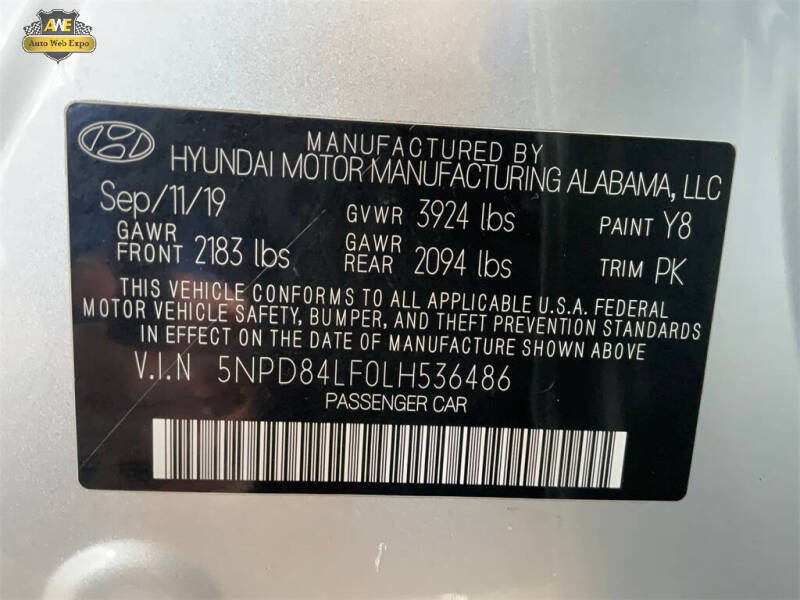 AWE
Auto Web Expo
MANUFACTURED BY
HYUNDAI MOTOR MANUFACTURING ALABAMA, LLC
Sep/11/19 GVWR 3924 lbs PAINT Y8
GAWR FRONT 2183 lbs GAWR REAR 2094 lbs TRIM PK
THIS VEHICLE CONFORMS TO ALL APPLICABLE U.S.A. FEDERAL
MOTOR VEHICLE SAFETY, BUMPER, AND THEFT PREVENTION STANDARDS
IN EFFECT ON THE DATE OF MANUFACTURE SHOWN ABOVE.
V.I.N 5NPD84LF0LH536486
PASSENGER CAR